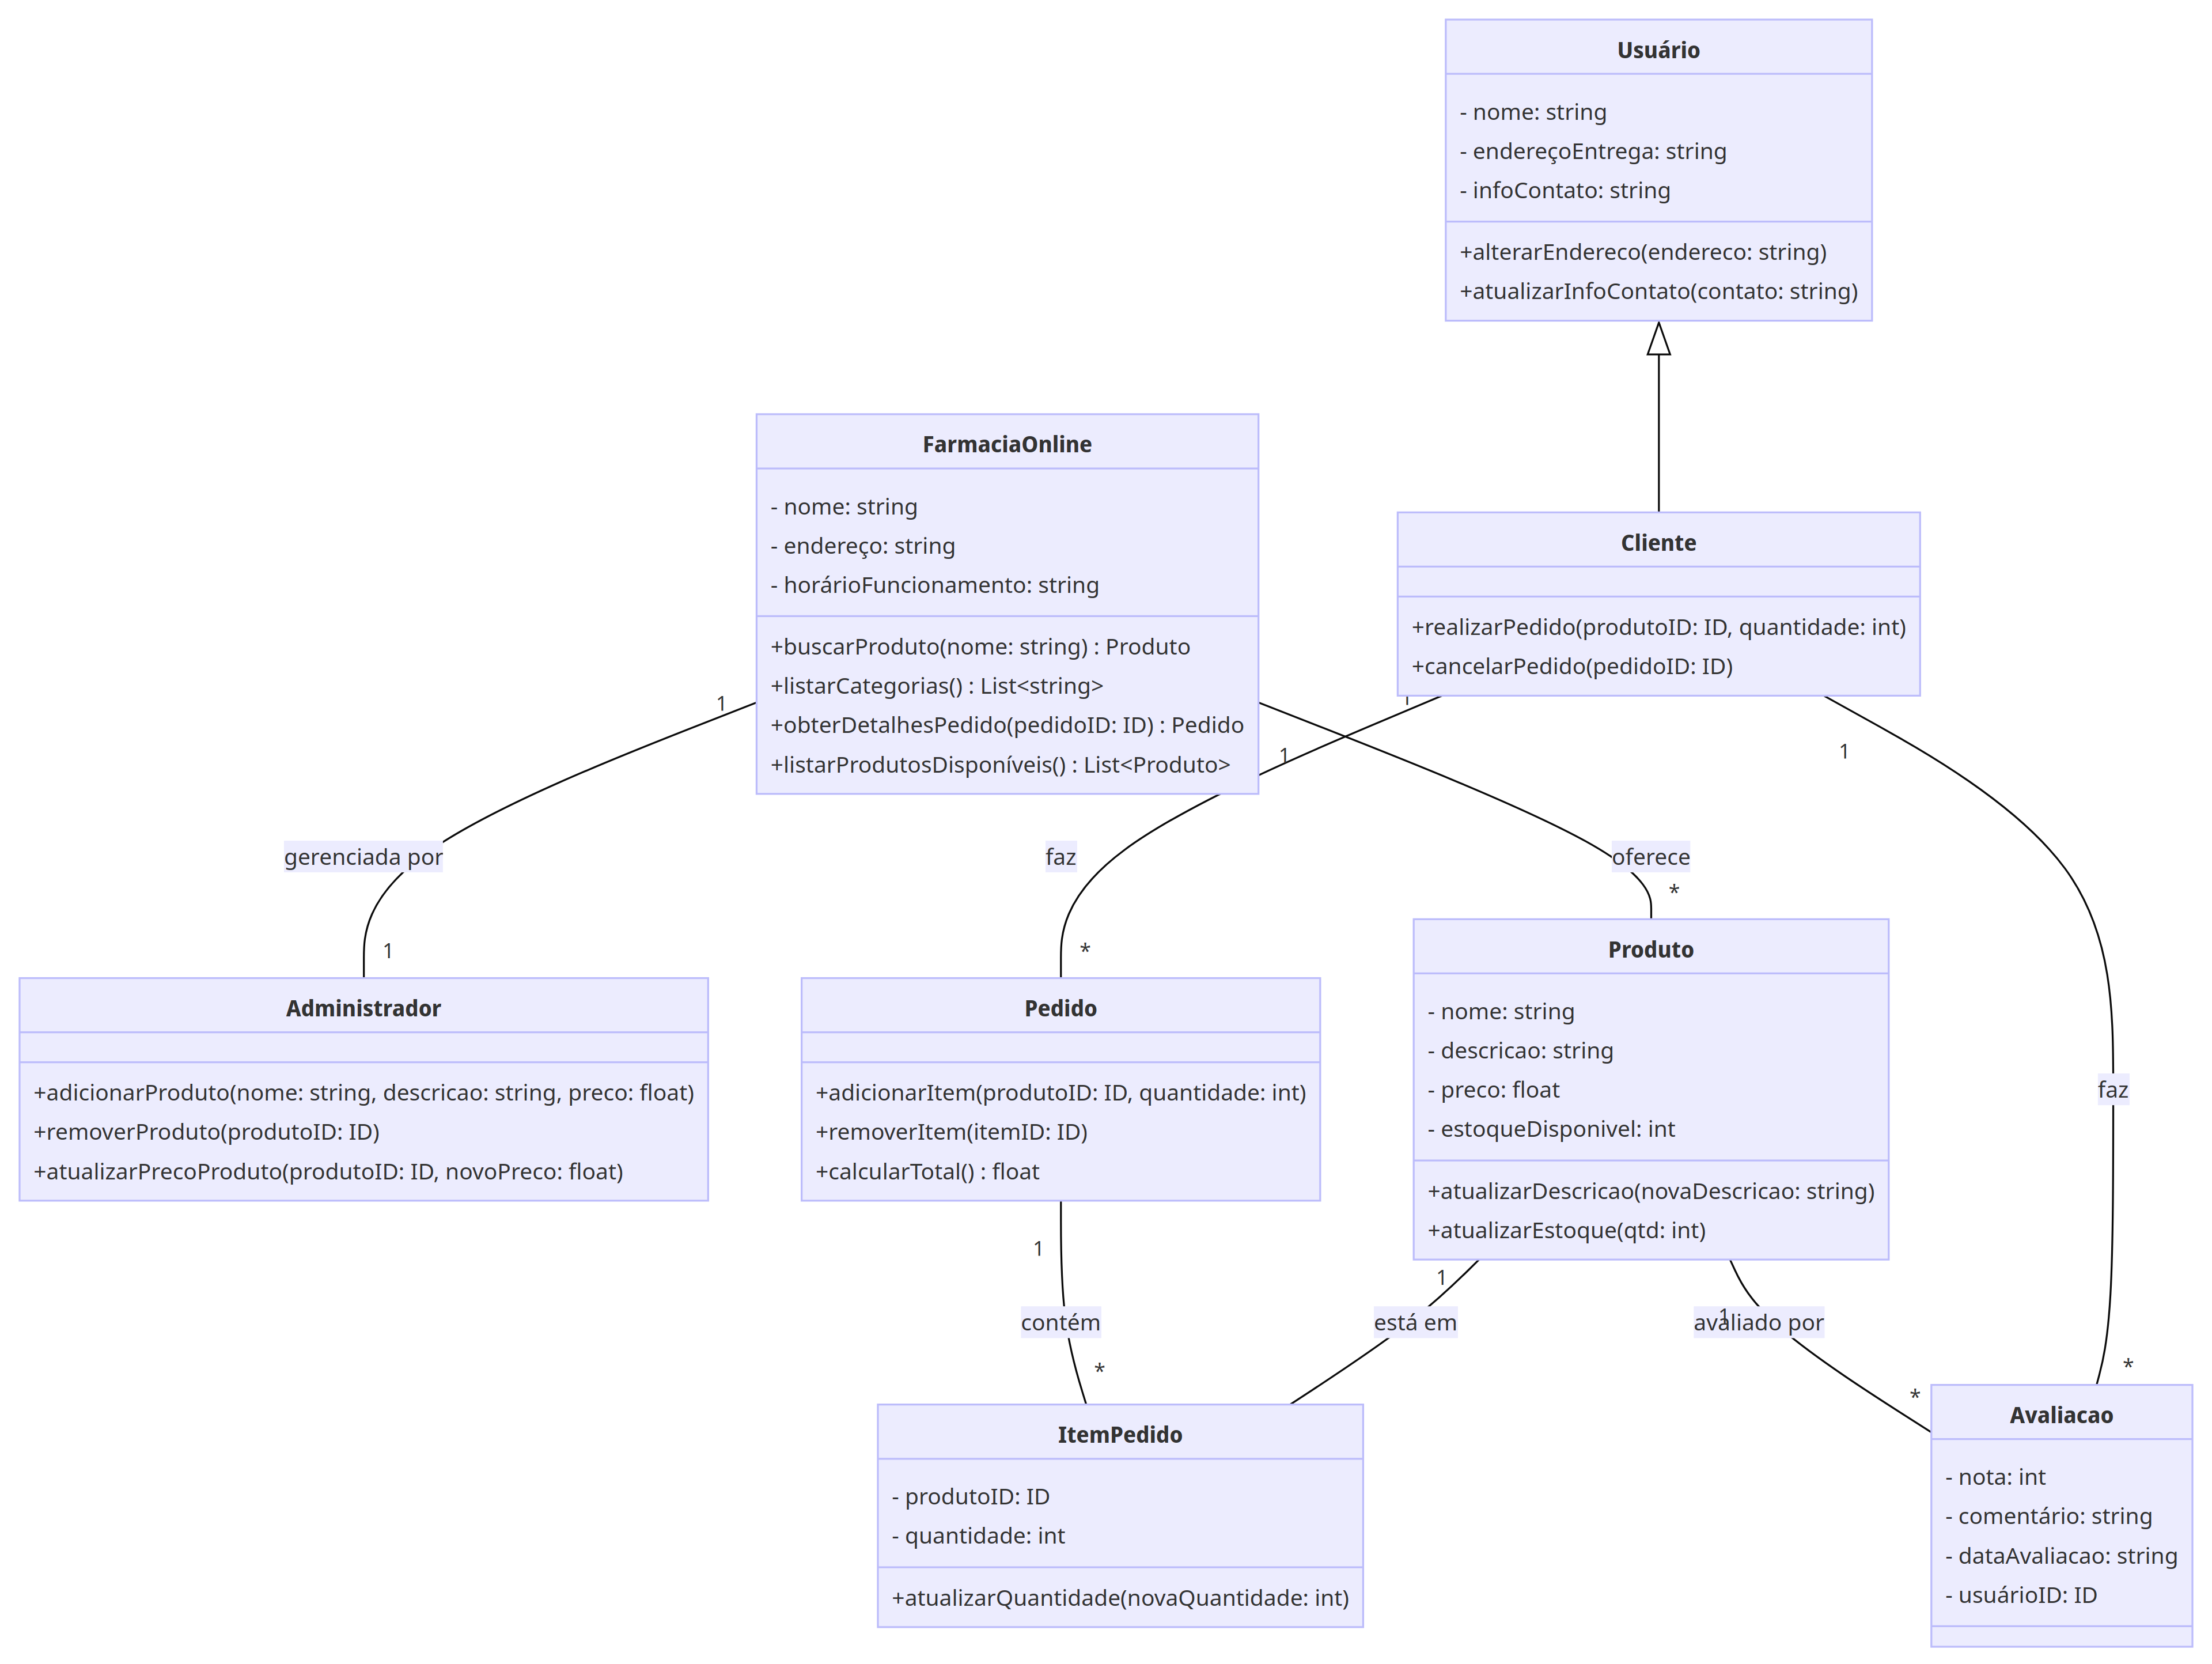 Usuário
- nome: string
- endereçoEntrega: string
- infoContato: string
+alterarEndereco(endereco: string)
+atualizarInfoContato(contato: string)
FarmaciaOnline
- nome: string
- endereço: string
- horárioFuncionamento: string
+buscarProduto(nome: string) : Produto
+listarCategorias() : List<string>
+obterDetalhesPedido(pedidoID: ID) : Pedido
+listarProdutosDisponíveis() : List<Produto>
Cliente
+realizarPedido(produtoID: ID, quantidade: int)
+cancelarPedido(pedidoID: ID)
1
1
1
1
gerenciada por
faz
oferece
*
1
*
Administrador
+adicionarProduto(nome: string, descricao: string, preco: float)
+removerProduto(produtoID: ID)
+atualizarPrecoProduto(produtoID: ID, novoPreco: float)
Pedido
+adicionarItem(produtoID: ID, quantidade: int)
+removerItem(itemID: ID)
+calcularTotal() : float
Produto
- nome: string
- descricao: string
- preco: float
- estoqueDisponivel: int
+atualizarDescricao(novaDescricao: string)
+atualizarEstoque(qtd: int)
faz
1
1
1
contém
está em
avaliado por
*
*
*
ItemPedido
- produtoID: ID
- quantidade: int
+atualizarQuantidade(novaQuantidade: int)
Avaliacao
- nota: int
- comentário: string
- dataAvaliacao: string
- usuárioID: ID